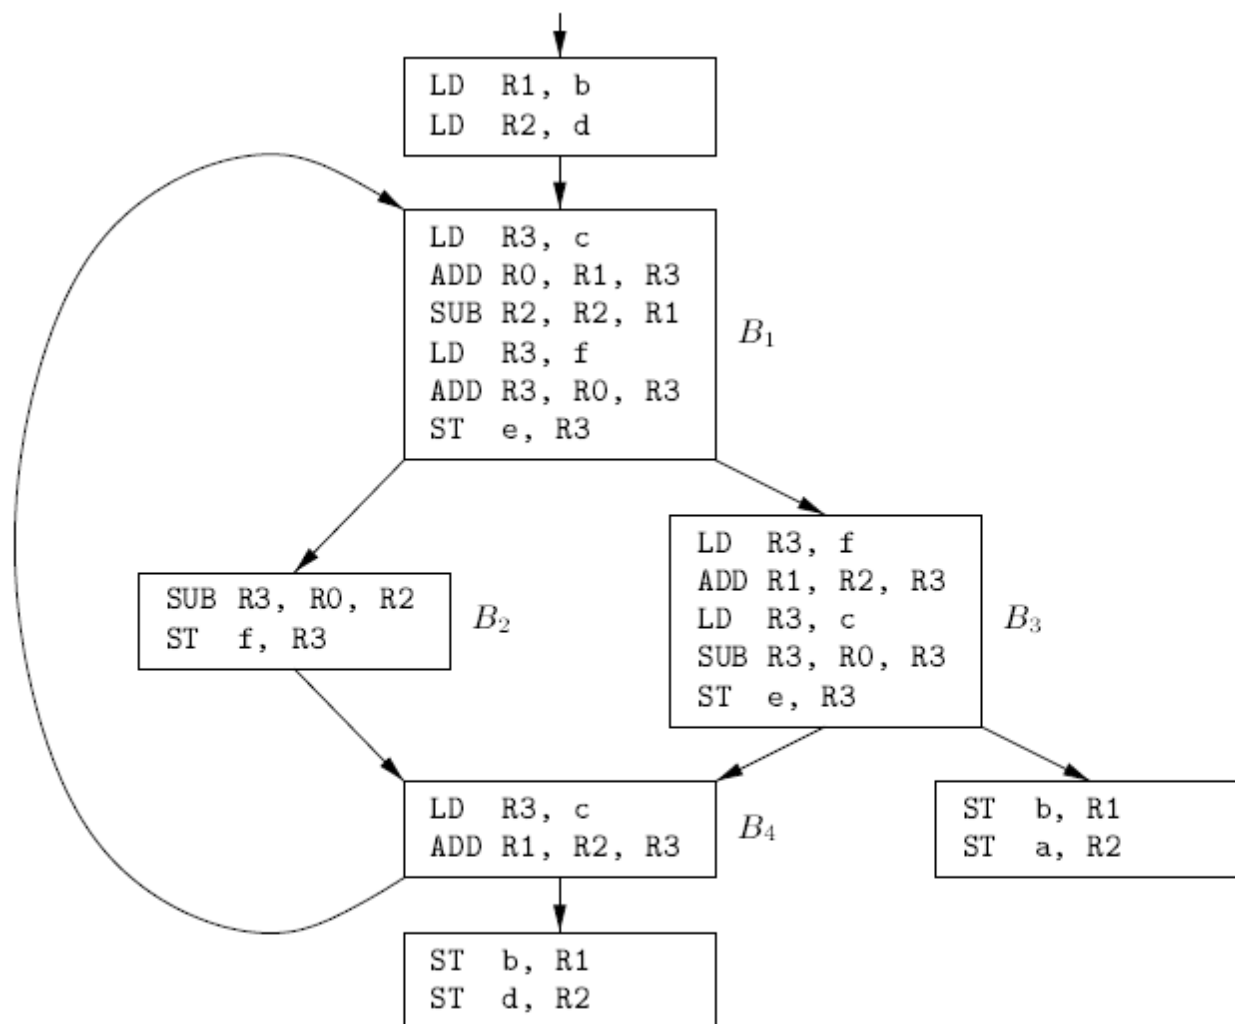 LD R1, b
LD R2, d
LD R3, c
ADD R0, R1, R3
SUB R2, R2, R1
LD R3, f
ADD R3, R0, R3
ST e, R3
B1
SUB R3, R0, R2
ST f, R3
B2
LD R3, f
ADD R1, R2, R3
LD R3, c
SUB R3, R0, R3
ST e, R3
B3
LD R3, c
ADD R1, R2, R3
B4
ST b, R1
ST a, R2
ST b, R1
ST d, R2